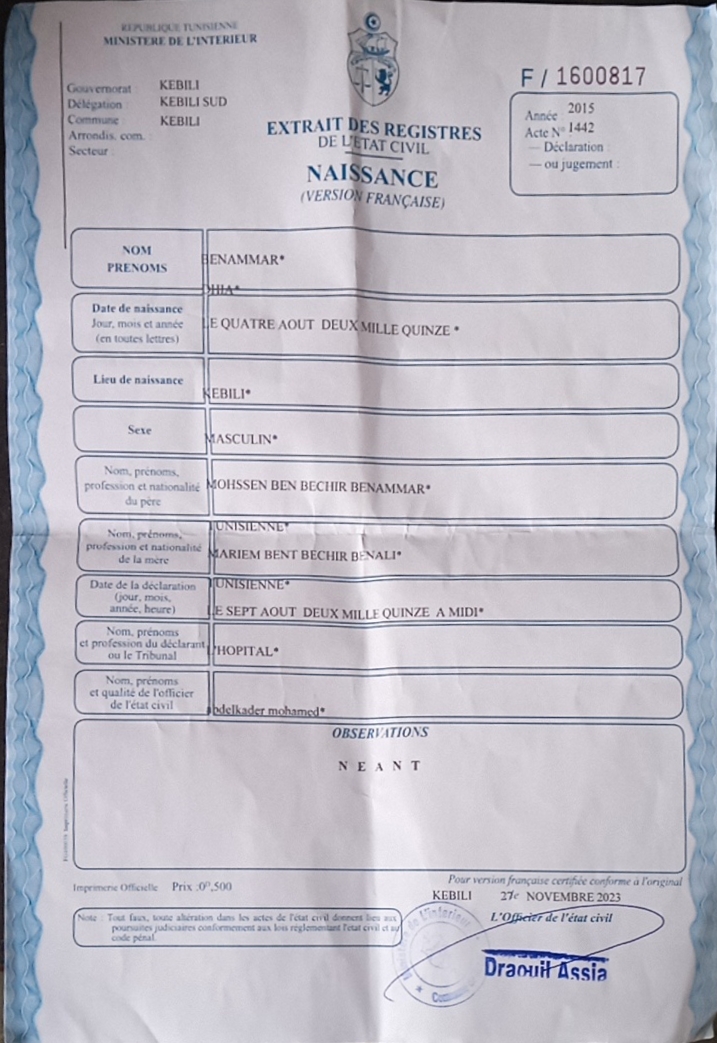 REPUBLIQUE TUNISIENNE
MINISTERE DE L'INTERIEUR
Gouvernorat : KEBILI
Délégation : KEBILI SUD
Commune : KEBILI
Arrondis. com. :
Secteur :
EXTRAIT DES REGISTRES
DE L'ETAT CIVIL
NAISSANCE
(VERSION FRANÇAISE)
F / 1600817
Année : 2015
Acte N° 1442
— Déclaration :
— ou jugement :
NOM
PRENOMS
BENAMMAR*
DHIA*
Date de naissance
Jour, mois et année
(en toutes lettres)
LE QUATRE AOUT DEUX MILLE QUINZE *
Lieu de naissance
KEBILI*
Sexe
MASCULIN*
Nom, prénoms,
profession et nationalité
du père
MOHSSEN BEN BECHIR BENAMMAR*
TUNISIENNE*
Nom, prénoms,
profession et nationalité
de la mère
MARIEM BENT BECHIR BENALI*
TUNISIENNE*
Date de la déclaration
(jour, mois,
année, heure)
LE SEPT AOUT DEUX MILLE QUINZE A MIDI*
Nom, prénoms
et profession du déclarant
ou le Tribunal
L'HOPITAL*
Nom, prénoms
et qualité de l'officier
de l'état civil
abdelkader mohamed*
OBSERVATIONS
N E A N T
Imprimerie Officielle Prix :0ᴰ,500
Pour version française certifiée conforme à l'original
KEBILI 27e NOVEMBRE 2023
L'Officier de l'état civil
Note : Tout faux, toute altération dans les actes de l'état civil donnent lieu aux
poursuites judiciaires conformement aux lois réglementant l'etat civil et au
code pénal.
Draouil Assia